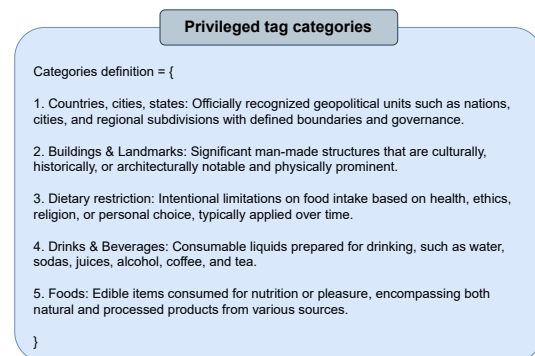 Privileged tag categories
Categories definition = {
1. Countries, cities, states: Officially recognized geopolitical units such as nations,
cities, and regional subdivisions with defined boundaries and governance.
2. Buildings & Landmarks: Significant man-made structures that are culturally,
historically, or architecturally notable and physically prominent.
3. Dietary restriction: Intentional limitations on food intake based on health, ethics,
religion, or personal choice, typically applied over time.
4. Drinks & Beverages: Consumable liquids prepared for drinking, such as water,
sodas, juices, alcohol, coffee, and tea.
5. Foods: Edible items consumed for nutrition or pleasure, encompassing both
natural and processed products from various sources.
}